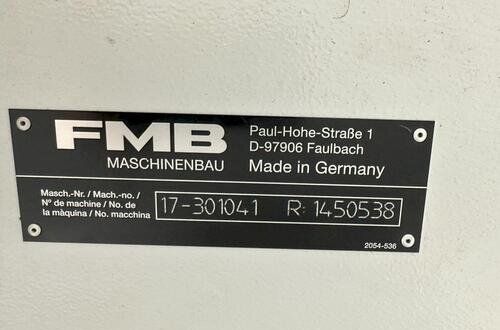 FMB
MASCHINENBAU
Paul-Hohe-Straße 1
D-97906 Faulbach
Made in Germany
Masch.-Nr. / Mach.-no. /
N° de machine / No. de
la màquina / No. macchina
17-301041 R: 1450538
2054-536